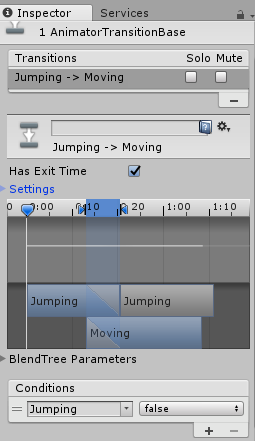 Inspector Services
1 AnimatorTransitionBase
Transitions Solo Mute
Jumping -> Moving
Jumping -> Moving
Has Exit Time
Settings
0:00 0:10 0:20 1:00 1:10
Jumping Jumping
Moving
BlendTree Parameters
Conditions
Jumping false